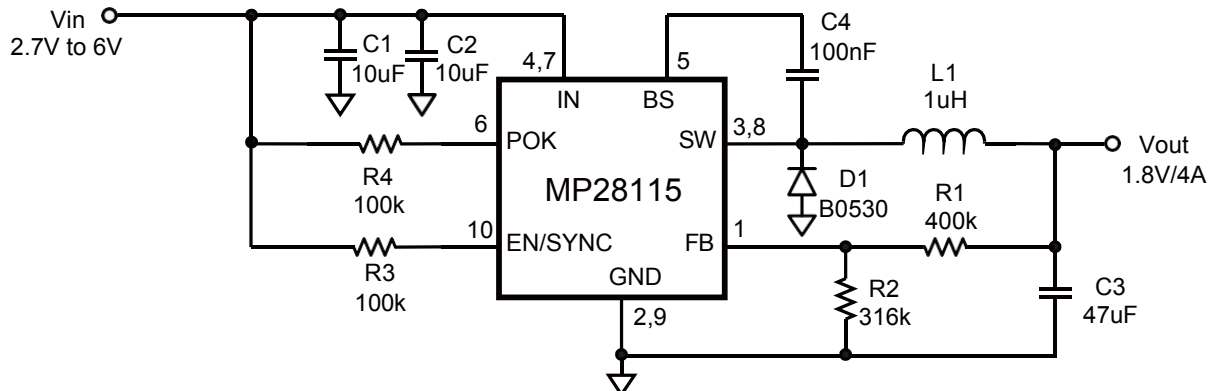 Vin
2.7V to 6V
C1
10uF
C2
10uF
4,7
IN
5
BS
C4
100nF
L1
1uH
6
POK
SW
3,8
R4
100k
MP28115
D1
B0530
Vout
1.8V/4A
R1
400k
10
EN/SYNC
FB
1
R3
100k
GND
2,9
R2
316k
C3
47uF